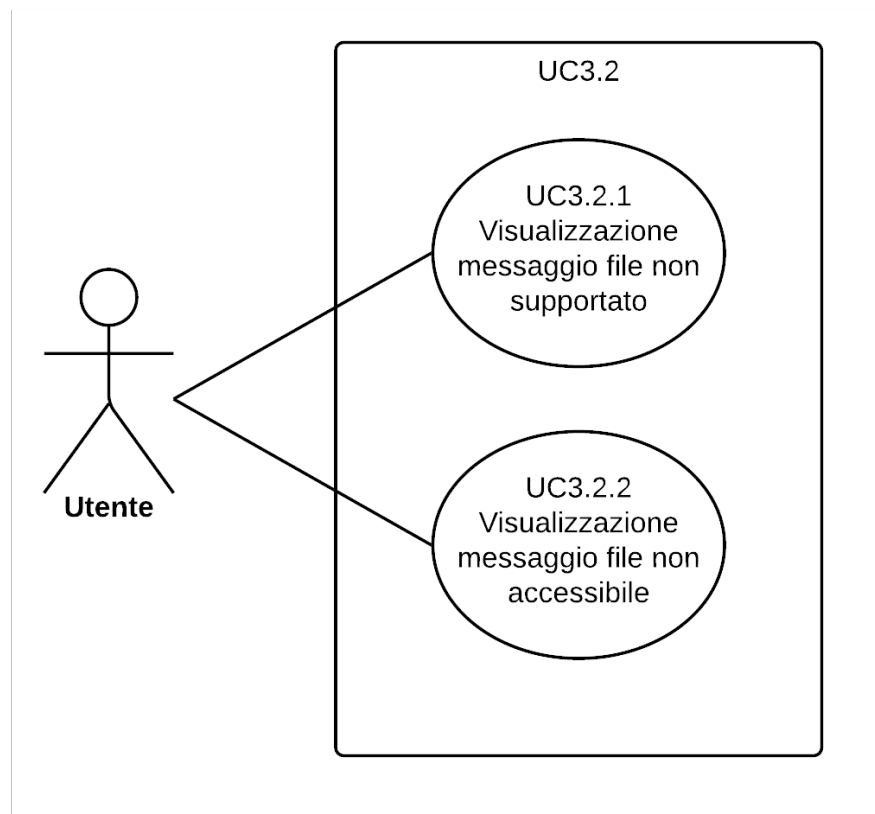 UC3.2
UC3.2.1
Visualizzazione
messaggio file non
supportato
Utente
UC3.2.2
Visualizzazione
messaggio file non
accessibile